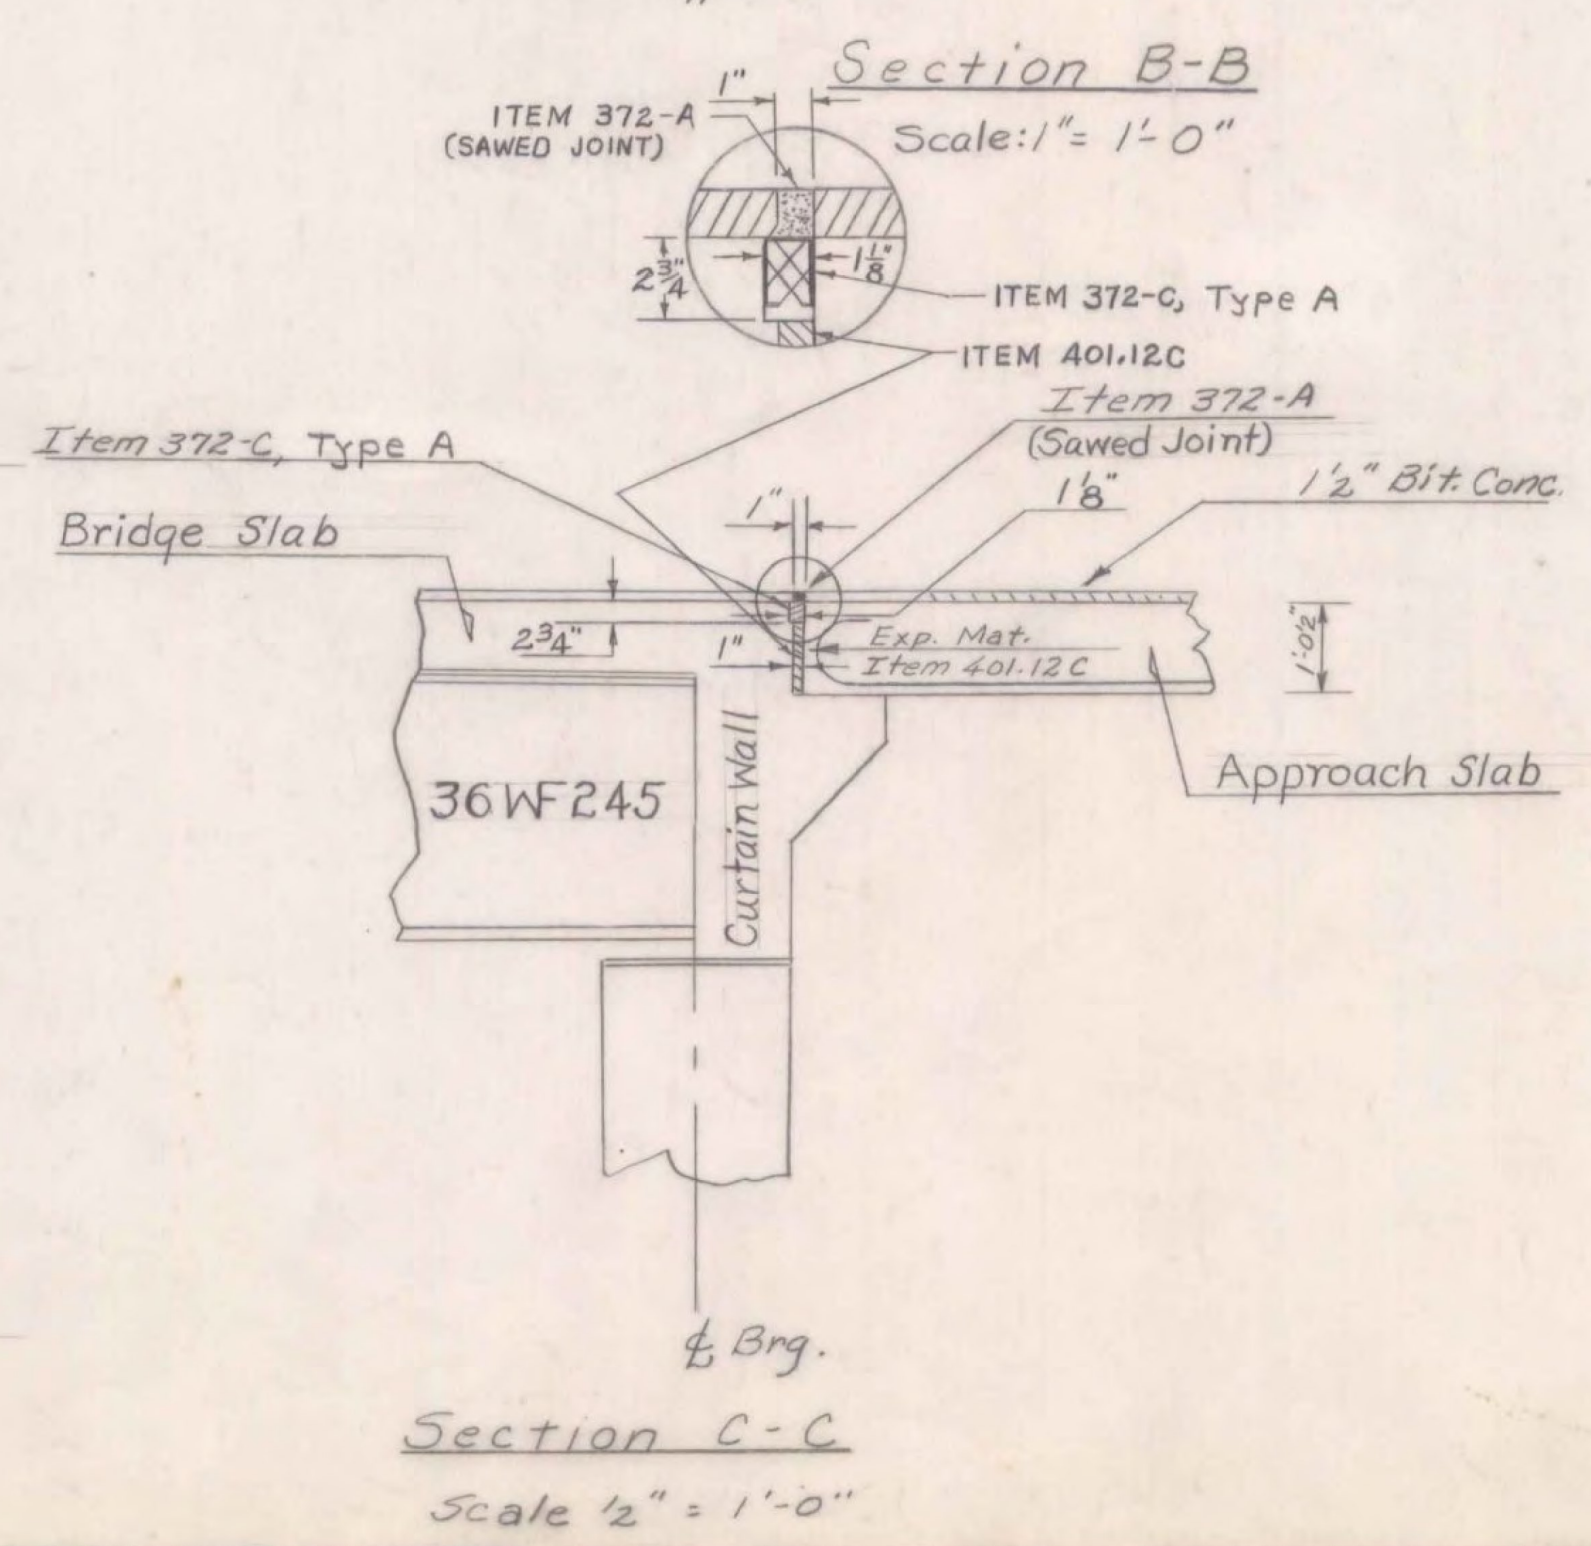 Section B-B
Scale: 1" = 1'-0"
1"
ITEM 372-A
(SAWED JOINT)
2 3/4"
1 1/8"
ITEM 372-C, Type A
ITEM 401.12C
Item 372-A
(Sawed Joint)
Item 372-C, Type A
1 1/8"
1 1/2" Bit. Conc.
1"
Bridge Slab
2 3/4"
1"
Exp. Mat.
Item 401.12C
1'-0 1/2"
Approach Slab
36WF245
Curtain Wall
℄ Brg.
Section C-C
Scale 1/2" = 1'-0"